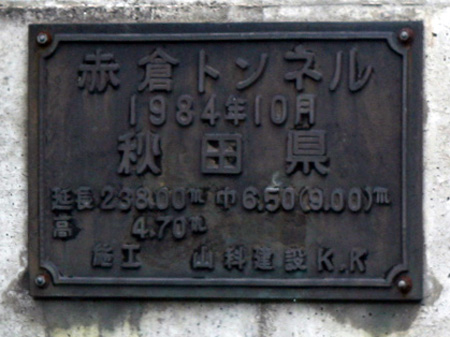 赤倉トンネル
1984年10月
秋田県
延長238.00m 巾6.50(9.00)m
高 4.70m
施工 山科建設K.K